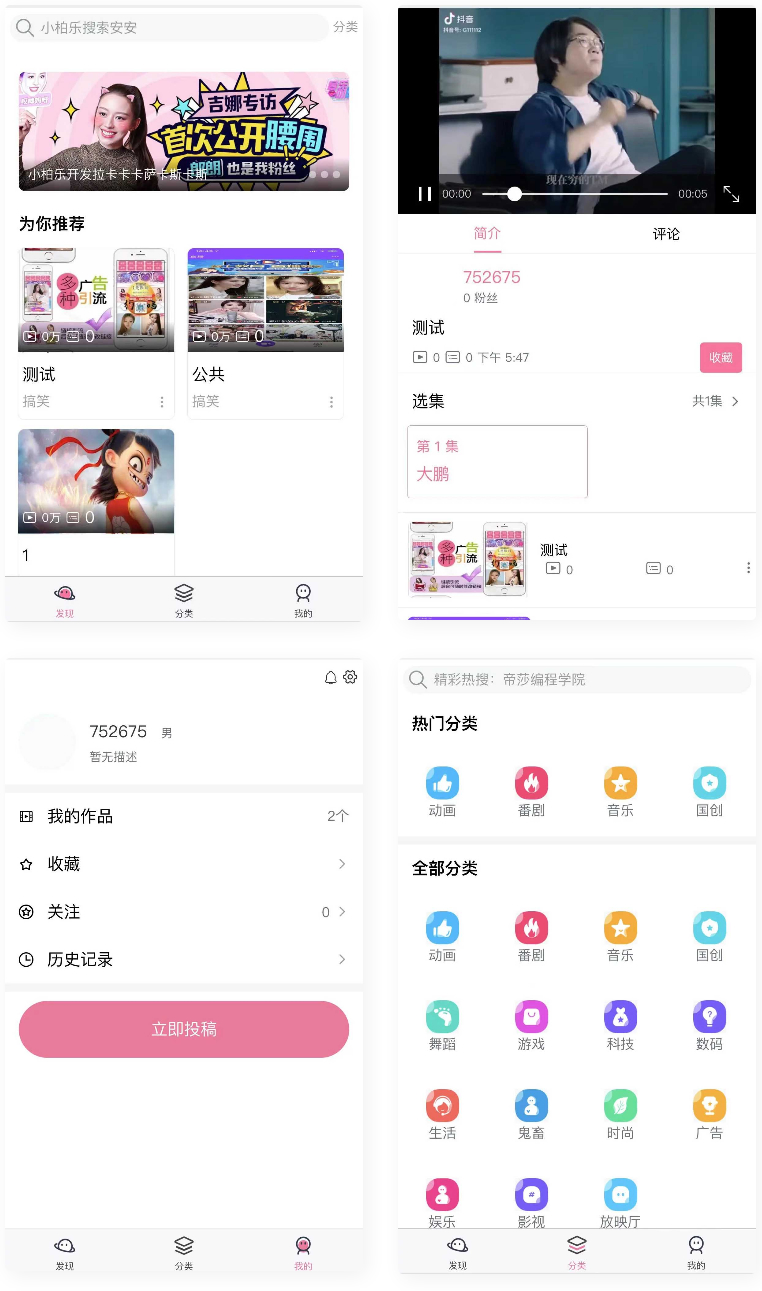 小柏乐搜索安安
分类
吉娜专访
首次公开腰围
郎朗 也是我粉丝
小柏乐开发拉卡卡卡萨卡斯卡斯
为你推荐
多种
广告引流
0万 0
0万 0
测试
公共
搞笑
搞笑
0万 0
1
发现
分类
我的
抖音
抖音号: G111112
现在穷的TM
00:00
00:05
简介
评论
752675
0 粉丝
测试
0 0 下午 5:47
收藏
选集
共1集
第 1 集
大鹏
多种
广告引流
测试
0
0
752675 男
暂无描述
我的作品
2个
收藏
关注
0
历史记录
立即投稿
发现
分类
我的
精彩热搜：帝莎编程学院
热门分类
动画
番剧
音乐
国创
全部分类
动画
番剧
音乐
国创
舞蹈
游戏
科技
数码
生活
鬼畜
时尚
广告
娱乐
影视
放映厅
发现
分类
我的